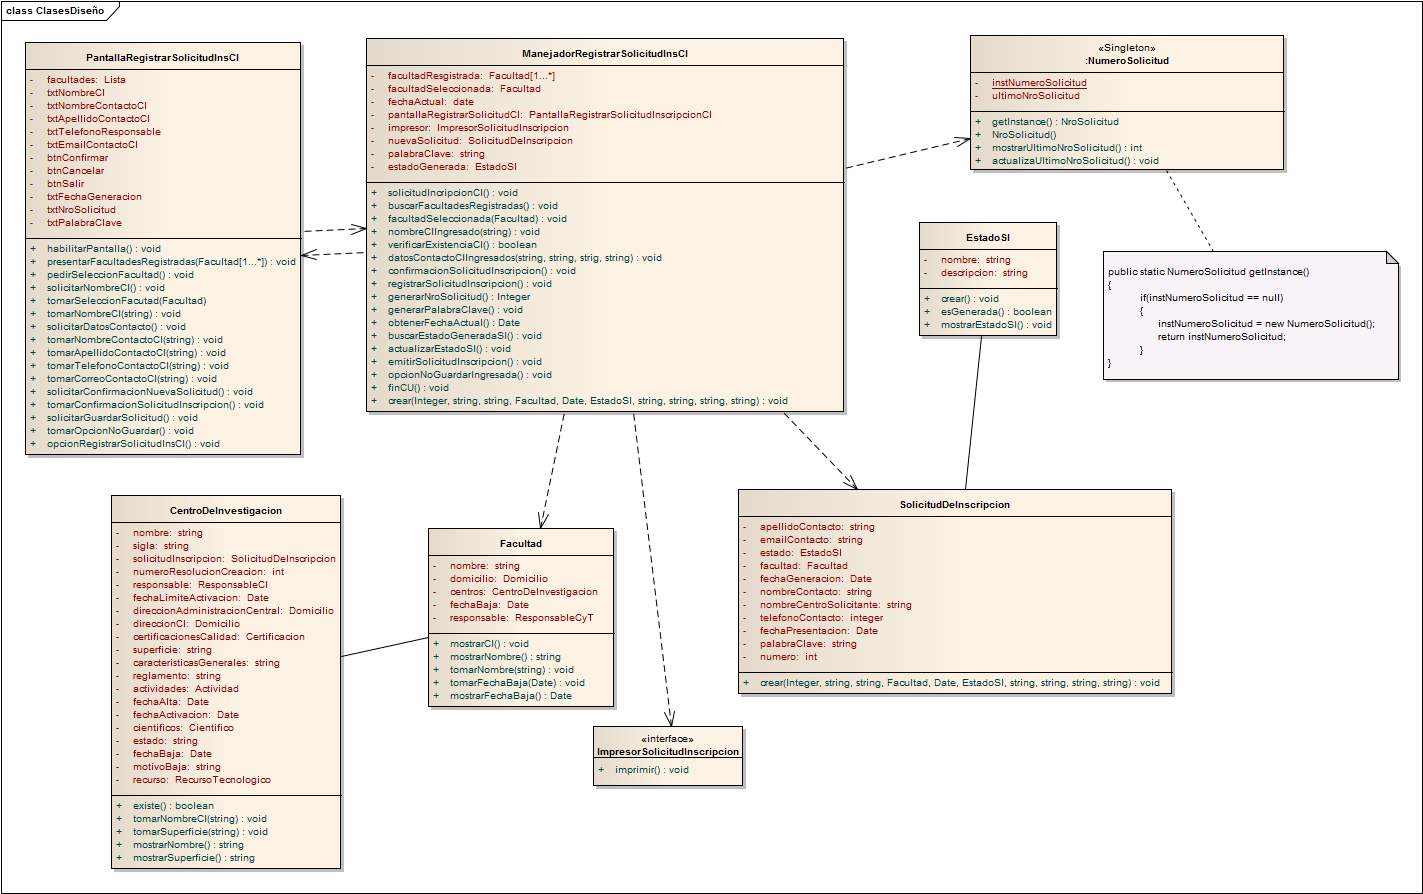 class ClasesDiseño
PantallaRegistrarSolicitudInsCI
- facultades: Lista
- txtNombreCI
- txtNombreContactoCI
- txtApellidoContactoCI
- txtTelefonoResponsable
- txtEmailContactoCI
- btnConfirmar
- btnCancelar
- btnSalir
- txtFechaGeneracion
- txtNroSolicitud
- txtPalabraClave
+ habilitarPantalla() : void
+ presentarFacultadesRegistradas(Facultad[1...*]) : void
+ pedirSeleccionFacultad() : void
+ solicitarNombreCI() : void
+ tomarSeleccionFacutad(Facultad)
+ tomarNombreCI(string) : void
+ solicitarDatosContacto() : void
+ tomarNombreContactoCI(string) : void
+ tomarApellidoContactoCI(string) : void
+ tomarTelefonoContactoCI(string) : void
+ tomarCorreoContactoCI(string) : void
+ solicitarConfirmacionNuevaSolicitud() : void
+ tomarConfirmacionSolicitudInscripcion() : void
+ solicitarGuardarSolicitud() : void
+ tomarOpcionNoGuardar() : void
+ opcionRegistrarSolicitudInsCI() : void
ManejadorRegistrarSolicitudInsCI
- facultadResgistrada: Facultad[1...*]
- facultadSeleccionada: Facultad
- fechaActual: date
- pantallaRegistrarSolicitudCI: PantallaRegistrarSolicitudInscripcionCI
- impresor: ImpresorSolicitudInscripcion
- nuevaSolicitud: SolicitudDeInscripcion
- palabraClave: string
- estadoGenerada: EstadoSI
+ solicitudIncripcionCI() : void
+ buscarFacultadesRegistradas() : void
+ facultadSeleccionada(Facultad) : void
+ nombreCIIngresado(string) : void
+ verificarExistenciaCI() : boolean
+ datosContactoCIIngresados(string, string, strig, string) : void
+ confirmacionSolicitudInscripcion() : void
+ registrarSolicitudInscripcion() : void
+ generarNroSolicitud() : Integer
+ generarPalabraClave() : void
+ obtenerFechaActual() : Date
+ buscarEstadoGeneradaSI() : void
+ actualizarEstadoSI() : void
+ emitirSolicitudInscripcion() : void
+ opcionNoGuardarIngresada() : void
+ finCU() : void
+ crear(Integer, string, string, Facultad, Date, EstadoSI, string, string, string, string) : void
«Singleton»
:NumeroSolicitud
- instNumeroSolicitud
- ultimoNroSolicitud
+ getInstance() : NroSolicitud
+ NroSolicitud()
+ mostrarUltimoNroSolicitud() : int
+ actualizaUltimoNroSolicitud() : void
EstadoSI
- nombre: string
- descripcion: string
+ crear() : void
+ esGenerada() : boolean
+ mostrarEstadoSI() : void
public static NumeroSolicitud getInstance()
{
if(instNumeroSolicitud == null)
{
instNumeroSolicitud = new NumeroSolicitud();
return instNumeroSolicitud;
}
}
CentroDeInvestigacion
- nombre: string
- sigla: string
- solicitudInscripcion: SolicitudDeInscripcion
- numeroResolucionCreacion: int
- responsable: ResponsableCI
- fechaLimiteActivacion: Date
- direccionAdministracionCentral: Domicilio
- direccionCI: Domicilio
- certificacionesCalidad: Certificacion
- superficie: string
- caracteristicasGenerales: string
- reglamento: string
- actividades: Actividad
- fechaAlta: Date
- fechaActivacion: Date
- cientificos: Cientifico
- estado: string
- fechaBaja: Date
- motivoBaja: string
- recurso: RecursoTecnologico
+ existe() : boolean
+ tomarNombreCI(string) : void
+ tomarSuperficie(string) : void
+ mostrarNombre() : string
+ mostrarSuperficie() : string
Facultad
- nombre: string
- domicilio: Domicilio
- centros: CentroDeInvestigacion
- fechaBaja: Date
- responsable: ResponsableCyT
+ mostrarCI() : void
+ mostrarNombre() : string
+ tomarNombre(string) : void
+ tomarFechaBaja(Date) : void
+ mostrarFechaBaja() : Date
«interface»
ImpresorSolicitudInscripcion
+ imprimir() : void
SolicitudDeInscripcion
- apellidoContacto: string
- emailContacto: string
- estado: EstadoSI
- facultad: Facultad
- fechaGeneracion: Date
- nombreContacto: string
- nombreCentroSolicitante: string
- telefonoContacto: integer
- fechaPresentacion: Date
- palabraClave: string
- numero: int
+ crear(Integer, string, string, Facultad, Date, EstadoSI, string, string, string, string) : void